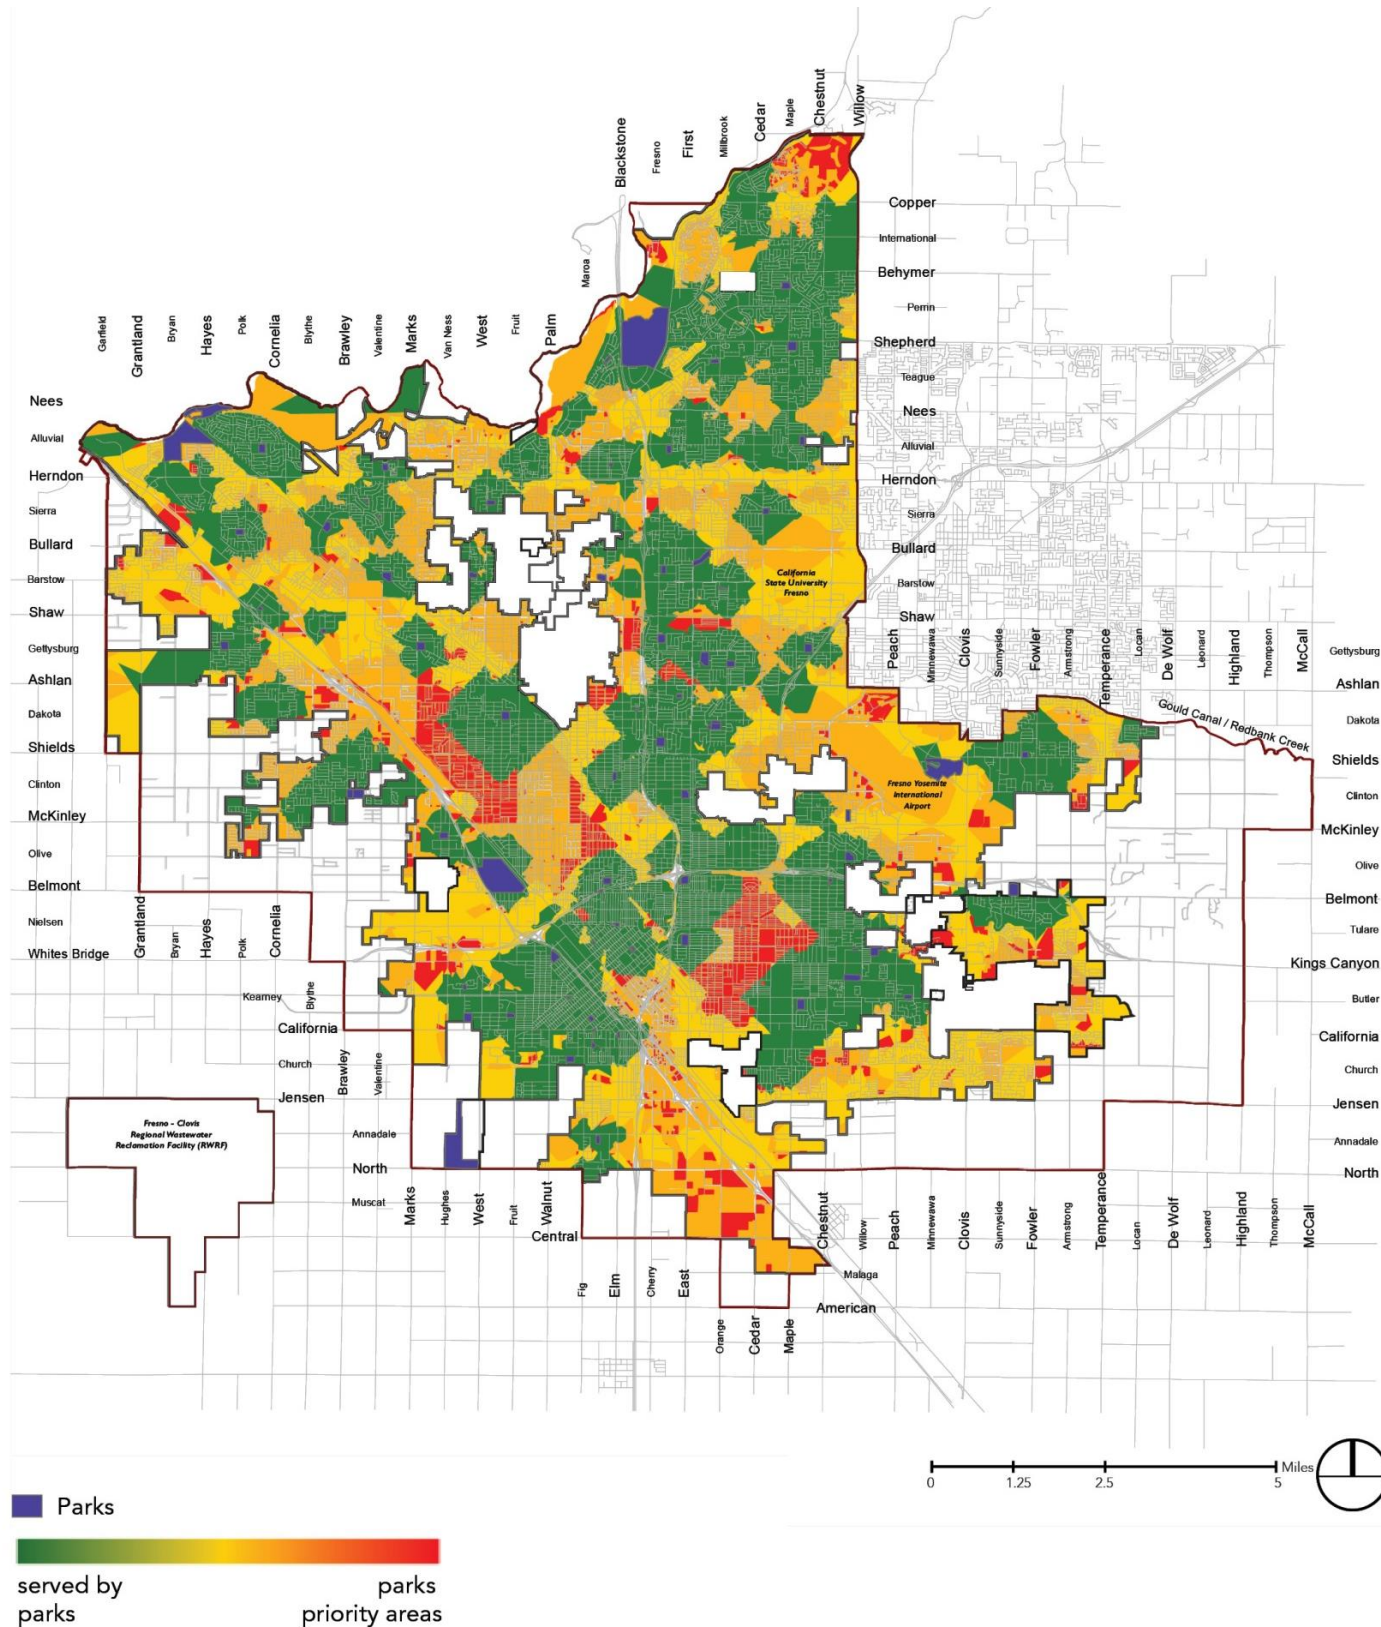 Blackstone
Fresno
First
Millbrook
Cedar
Maple
Chestnut
Willow
Copper
International
Behymer
Perrin
Shepherd
Teague
Nees
Alluvial
Herndon
Sierra
Bullard
Barstow
Shaw
Maroa
Garfield
Grantland
Bryan
Hayes
Polk
Cornelia
Blythe
Brawley
Valentine
Marks
Van Ness
West
Fruit
Palm
Nees
Alluvial
Herndon
Sierra
Bullard
Barstow
Shaw
Gettysburg
Ashlan
Dakota
Shields
Clinton
McKinley
Olive
Belmont
Nielsen
Whites Bridge
California
State University
Fresno
Peach
Minnewawa
Clovis
Sunnyside
Fowler
Armstrong
Temperance
Locan
De Wolf
Leonard
Highland
Thompson
McCall
Gettysburg
Ashlan
Dakota
Gould Canal / Redbank Creek
Shields
Clinton
McKinley
Olive
Belmont
Tulare
Kings Canyon
Butler
California
Church
Jensen
Annadale
North
Fresno Yosemite
International
Airport
Grantland
Bryan
Hayes
Polk
Cornelia
Kearney
Blythe
California
Church
Brawley
Valentine
Jensen
Annadale
North
Muscat
Fresno - Clovis
Regional Wastewater
Reclamation Facility (RWRF)
Marks
Hughes
West
Fruit
Walnut
Central
Fig
Elm
Cherry
East
Orange
Cedar
Maple
Chestnut
Willow
Peach
Minnewawa
Clovis
Sunnyside
Fowler
Armstrong
Temperance
Locan
De Wolf
Leonard
Highland
Thompson
McCall
Malaga
American
Miles
0 1.25 2.5 5
Parks
served by
parks
parks
priority areas